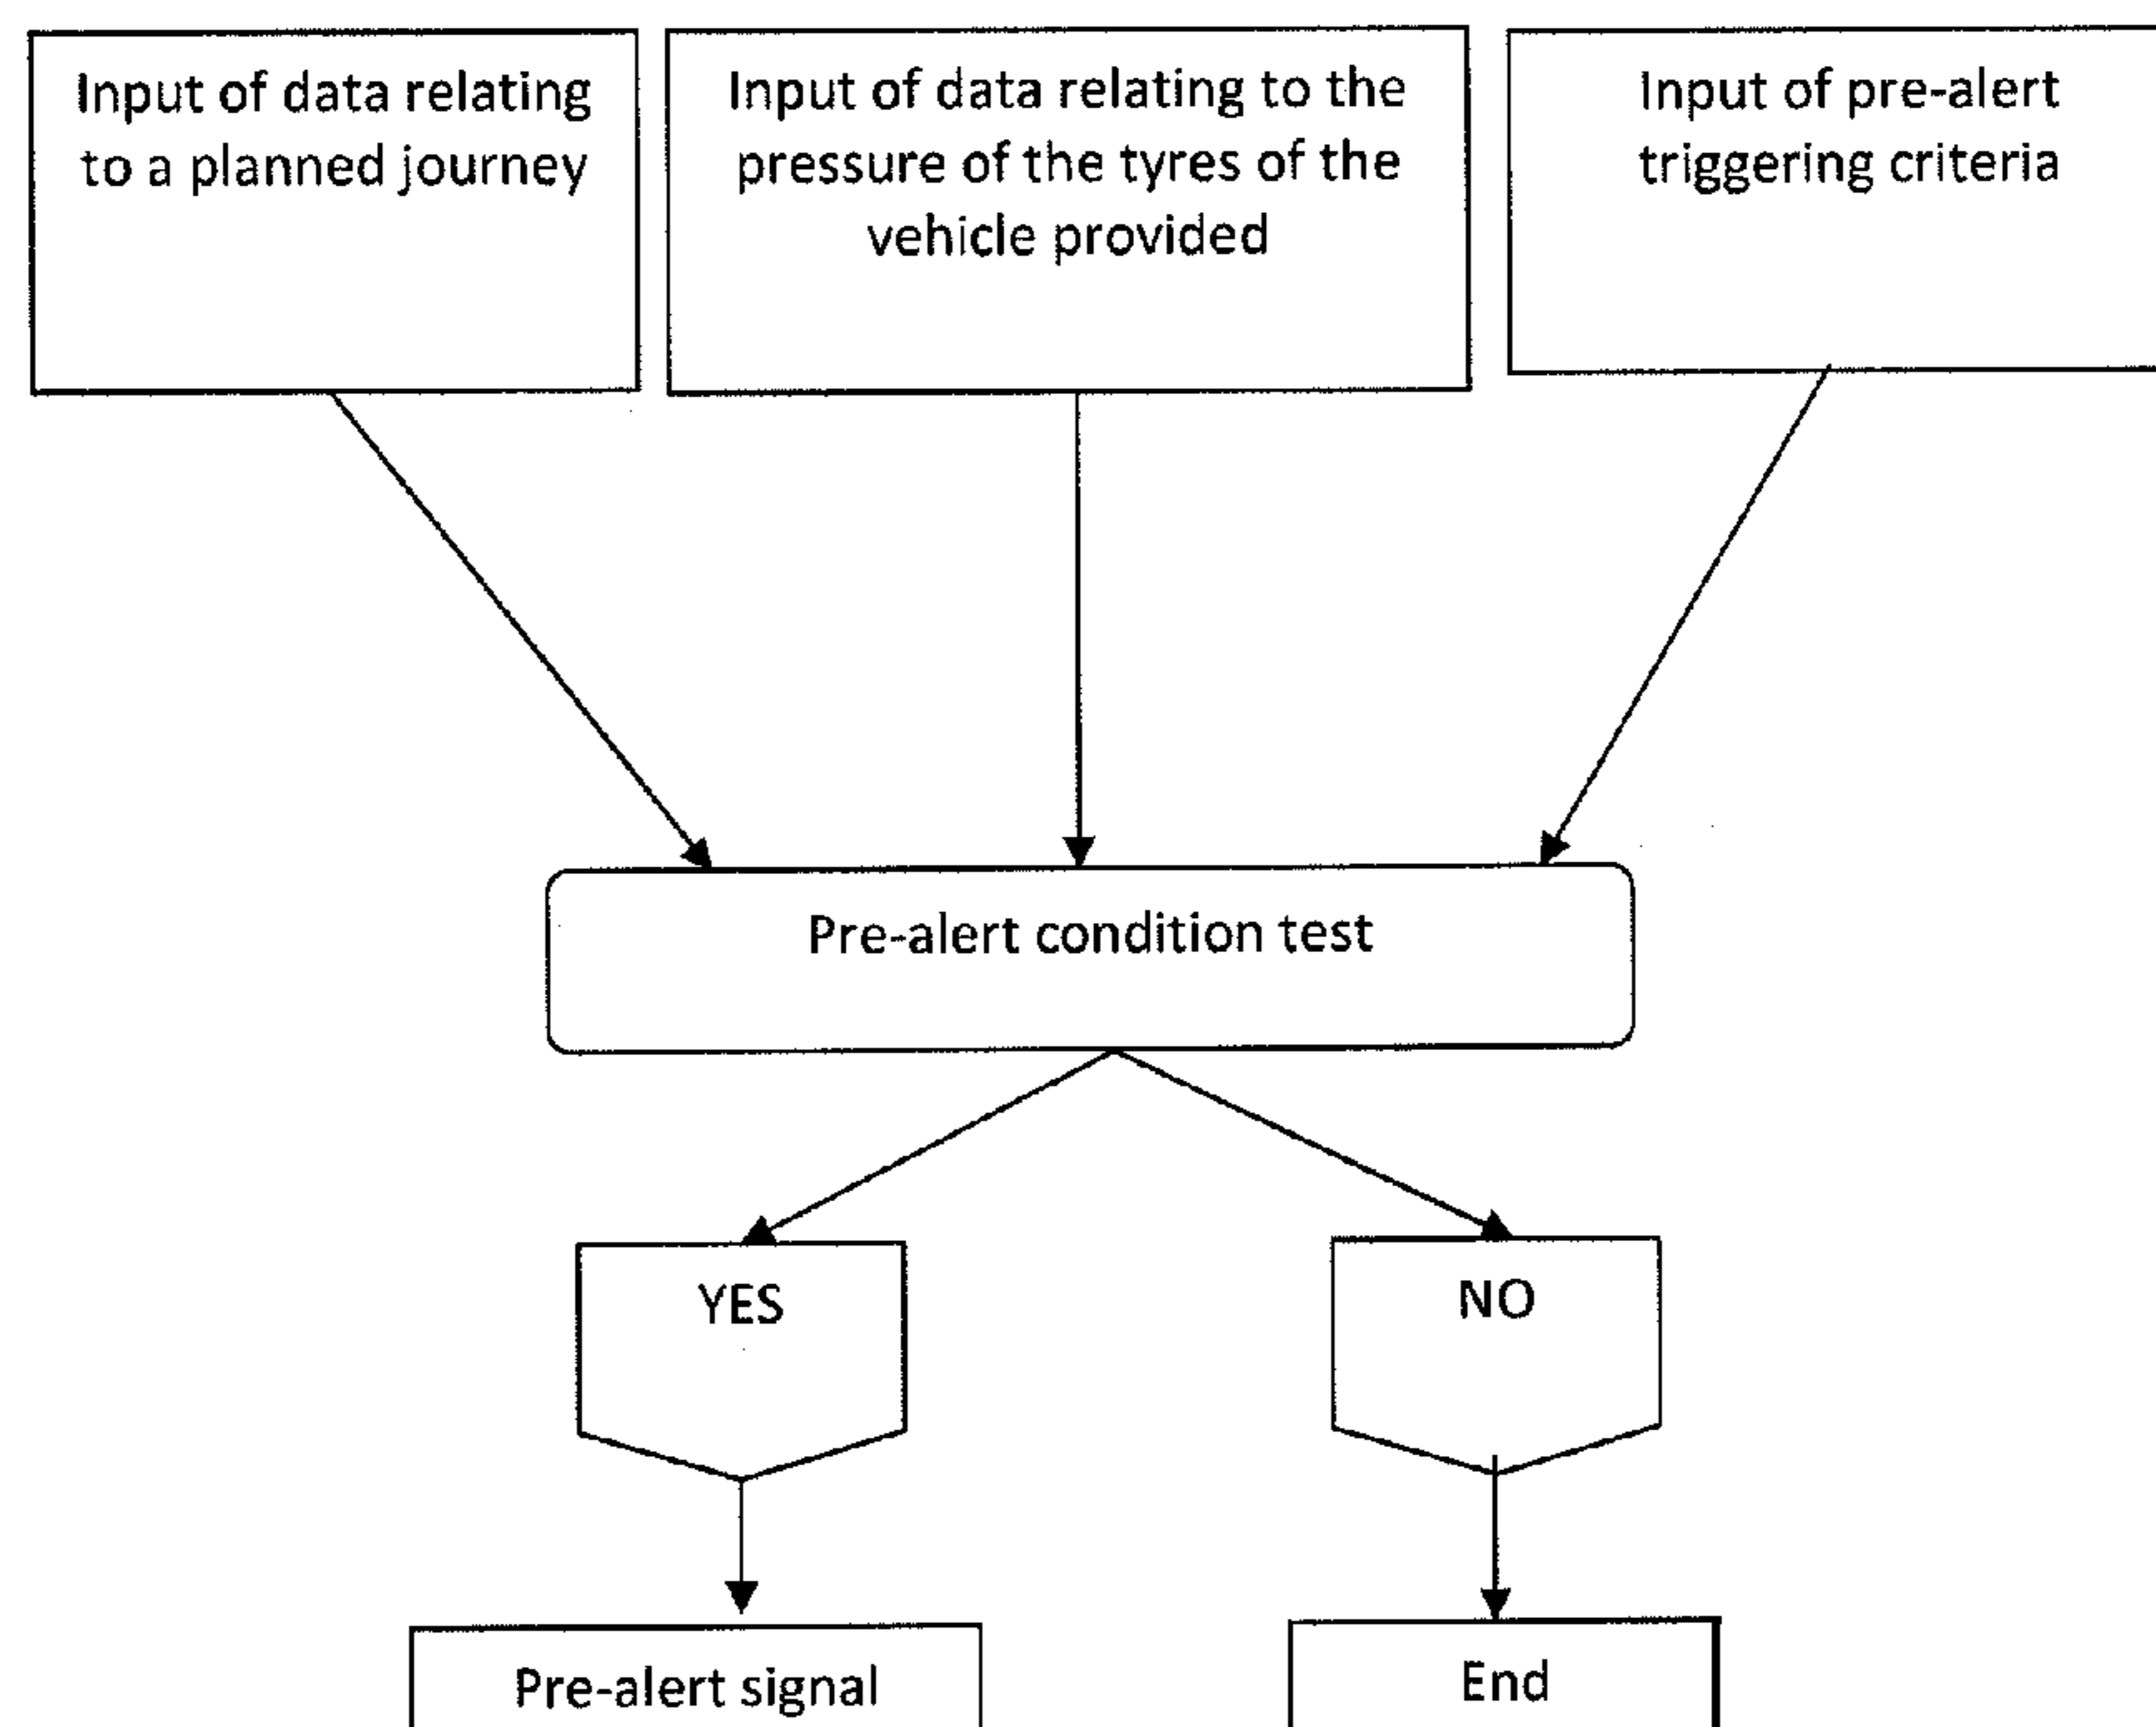 Input of data relating
to a planned journey
Input of data relating to the
pressure of the tyres of the
vehicle provided
Input of pre-alert
triggering criteria
Pre-alert condition test
YES
NO
Pre-alert signal
End